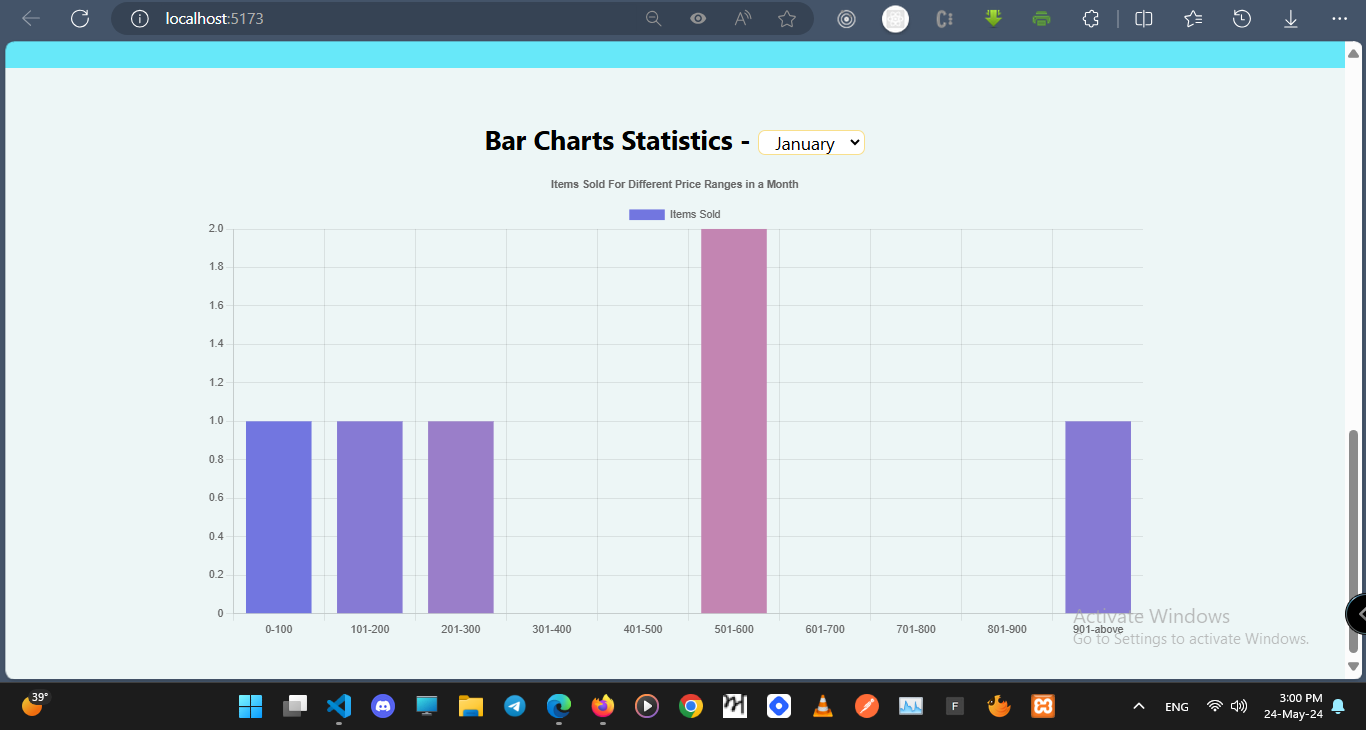 localhost:5173
Bar Charts Statistics - January
Items Sold For Different Price Ranges in a Month
Items Sold
2.0
1.8
1.6
1.4
1.2
1.0
0.8
0.6
0.4
0.2
0
0-100 101-200 201-300 301-400 401-500 501-600 601-700 701-800 801-900 901-above
Activate Windows
Go to Settings to activate Windows.
39°
F
ENG
3:00 PM
24-May-24